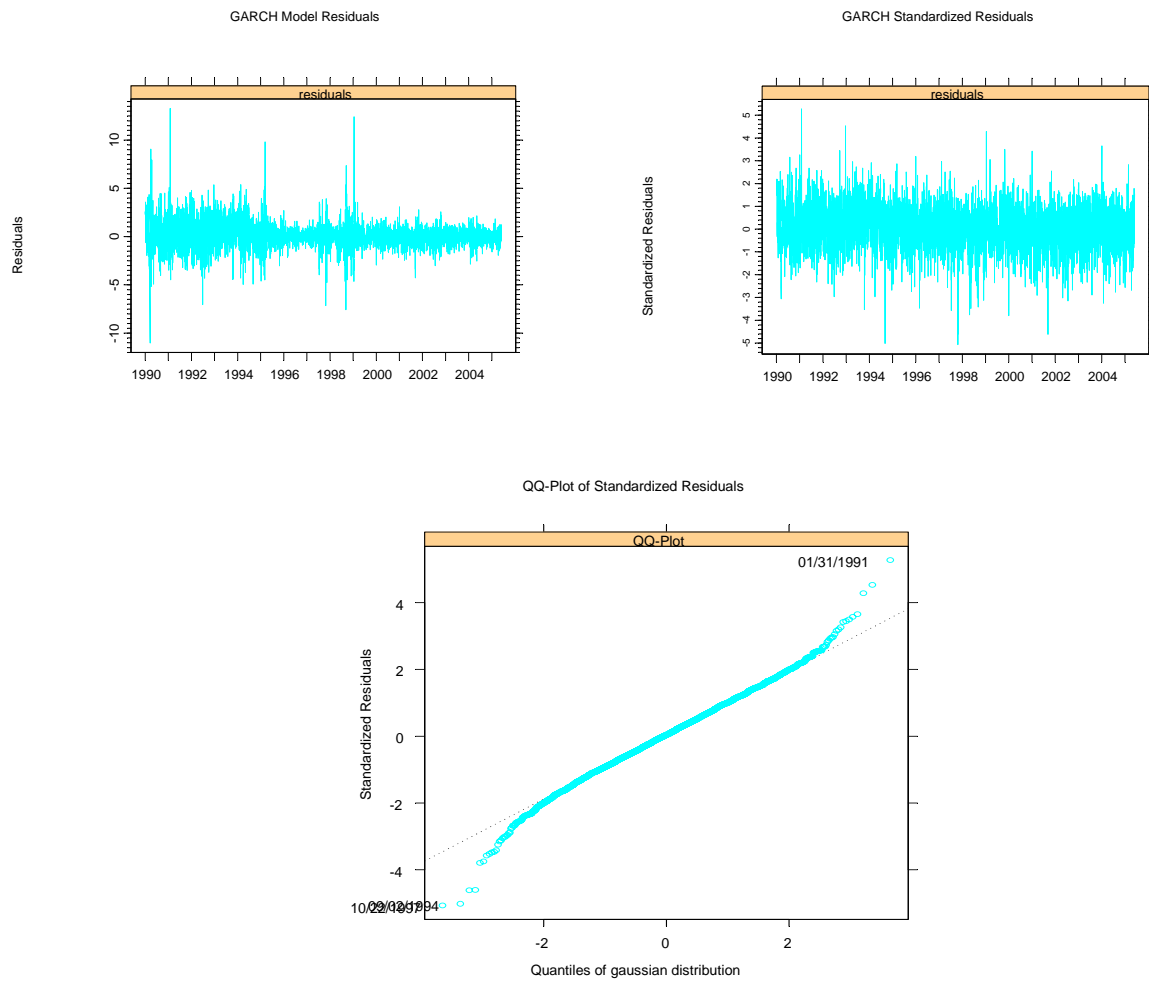 GARCH Model Residuals
residuals
Residuals
10
5
0
-5
-10
1990 1992 1994 1996 1998 2000 2002 2004
GARCH Standardized Residuals
residuals
Standardized Residuals
5
4
3
2
1
0
-1
-2
-3
-4
-5
1990 1992 1994 1996 1998 2000 2002 2004
QQ-Plot of Standardized Residuals
QQ-Plot
01/31/1991
Standardized Residuals
4
2
0
-2
-4
10/22/1997
-2 0 2
Quantiles of gaussian distribution